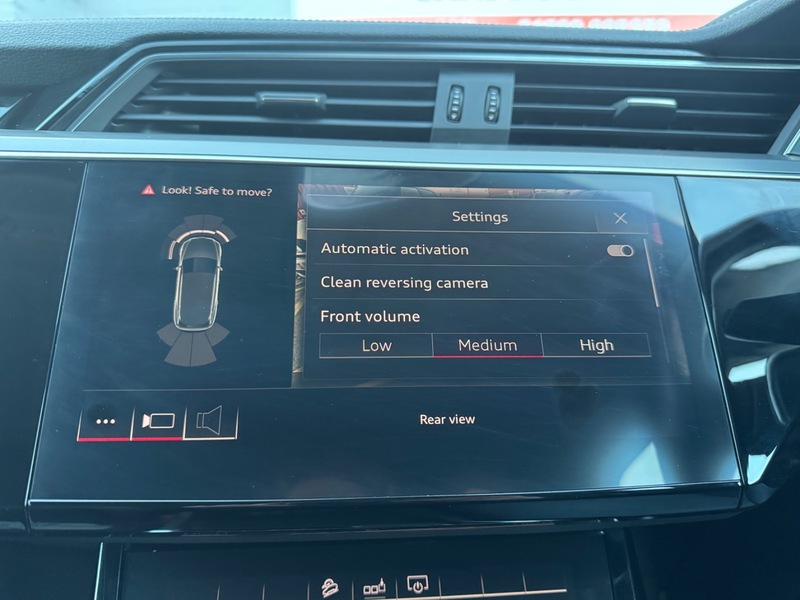 Look! Safe to move?
Settings
Automatic activation
Clean reversing camera
Front volume
Low Medium High
Rear view